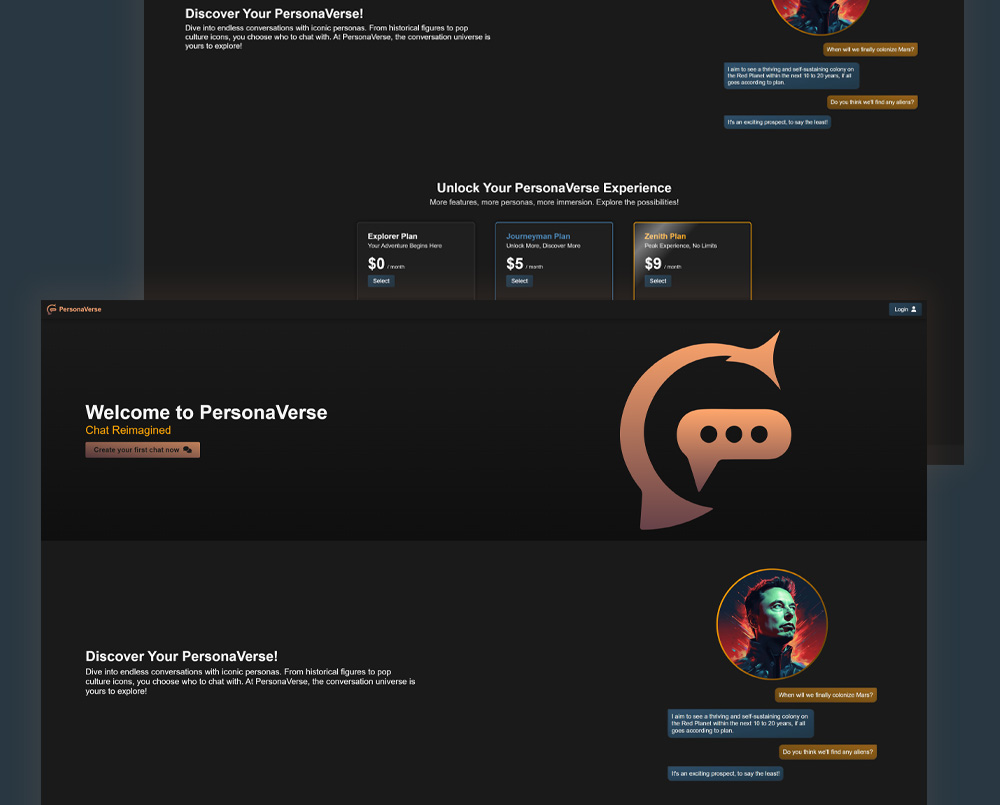 Discover Your PersonaVerse!
Dive into endless conversations with iconic personas. From historical figures to pop
culture icons, you choose who to chat with. At PersonaVerse, the conversation universe is
yours to explore!
When will we finally colonize Mars?
I aim to see a thriving and self-sustaining colony on
the Red Planet within the next 10 to 20 years, if all
goes according to plan.
Do you think we'll find any aliens?
It's an exciting prospect, to say the least!
Unlock Your PersonaVerse Experience
More features, more personas, more immersion. Explore the possibilities!
Explorer Plan
Your Adventure Begins Here
$0 / month
Select
Journeyman Plan
Unlock More, Discover More
$5 / month
Select
Zenith Plan
Peak Experience, No Limits
$9 / month
Select
PersonaVerse
Login
Welcome to PersonaVerse
Chat Reimagined
Create your first chat now
Discover Your PersonaVerse!
Dive into endless conversations with iconic personas. From historical figures to pop
culture icons, you choose who to chat with. At PersonaVerse, the conversation universe is
yours to explore!
When will we finally colonize Mars?
I aim to see a thriving and self-sustaining colony on
the Red Planet within the next 10 to 20 years, if all
goes according to plan.
Do you think we'll find any aliens?
It's an exciting prospect, to say the least!